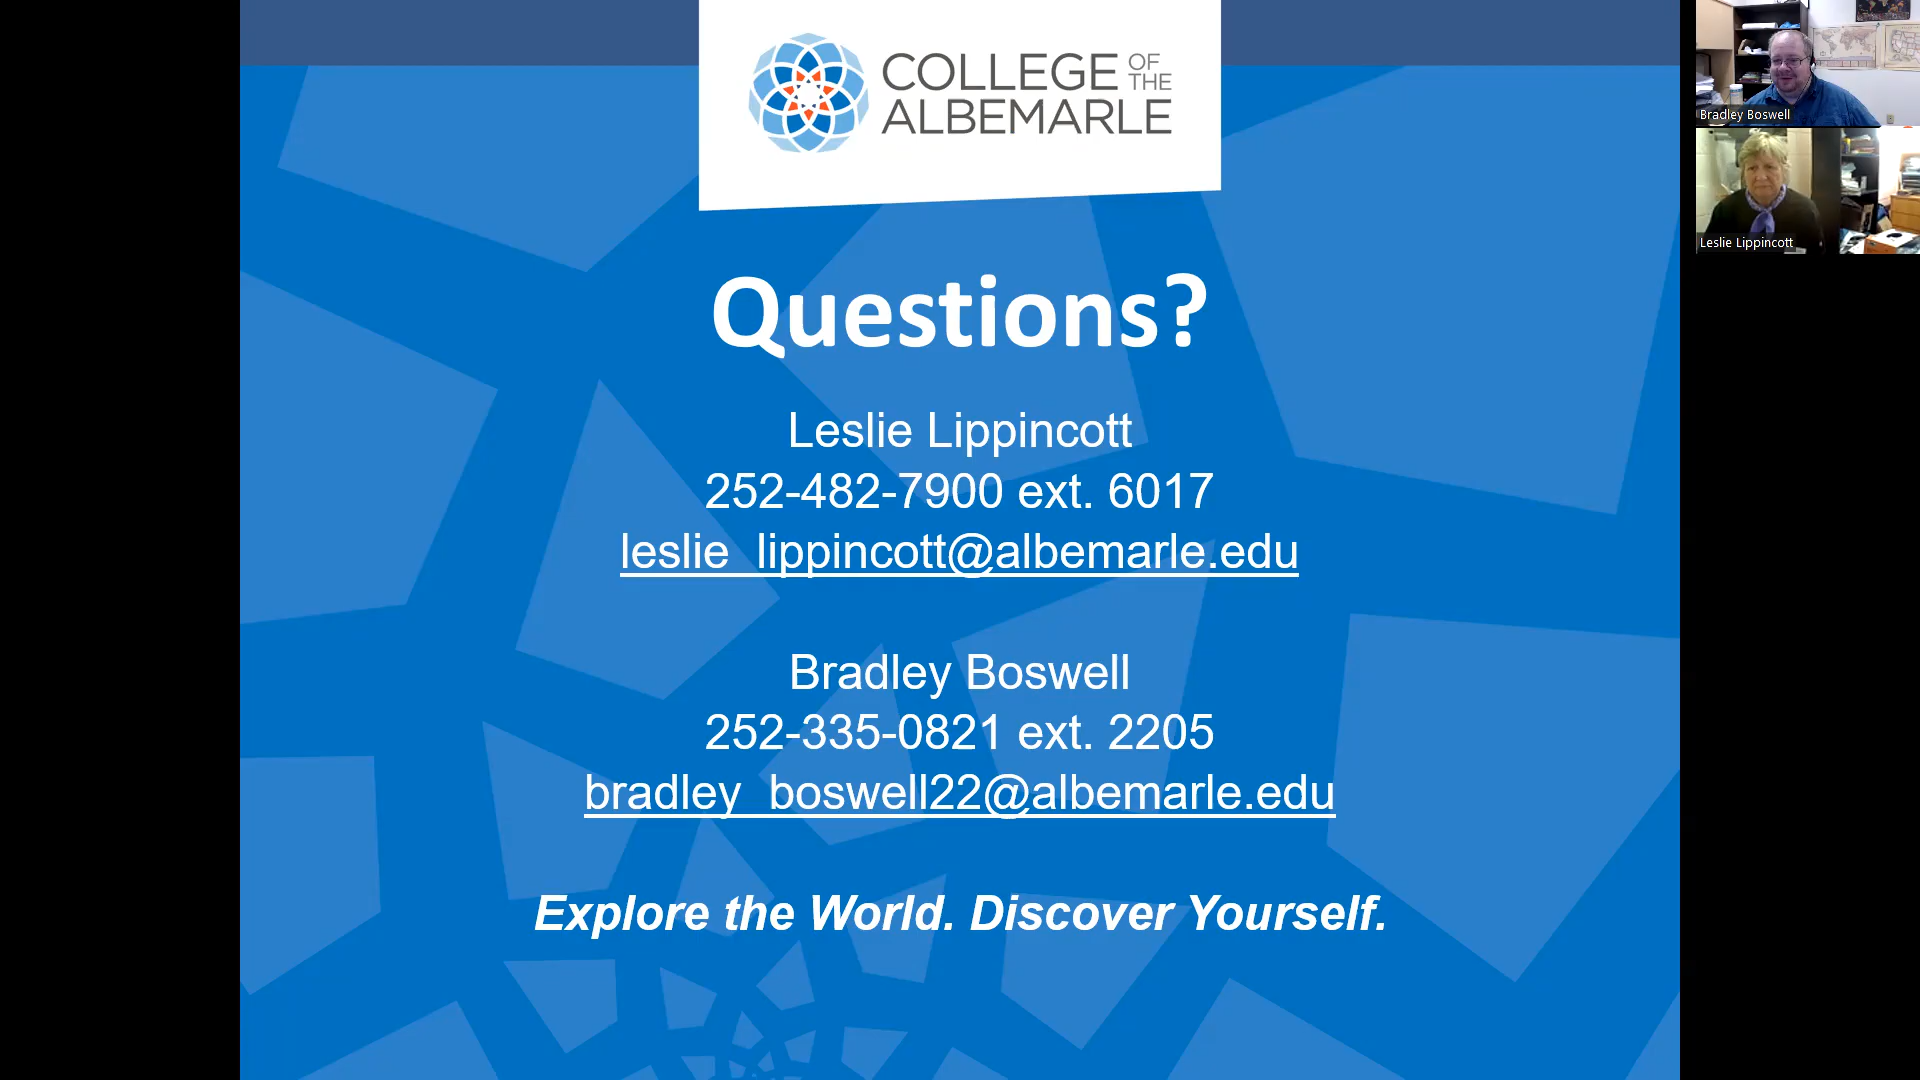 COLLEGE OF THE
ALBEMARLE
Questions?
Leslie Lippincott
252-482-7900 ext. 6017
leslie_lippincott@albemarle.edu
Bradley Boswell
252-335-0821 ext. 2205
bradley_boswell22@albemarle.edu
Explore the World. Discover Yourself.
Bradley Boswell
Leslie Lippincott